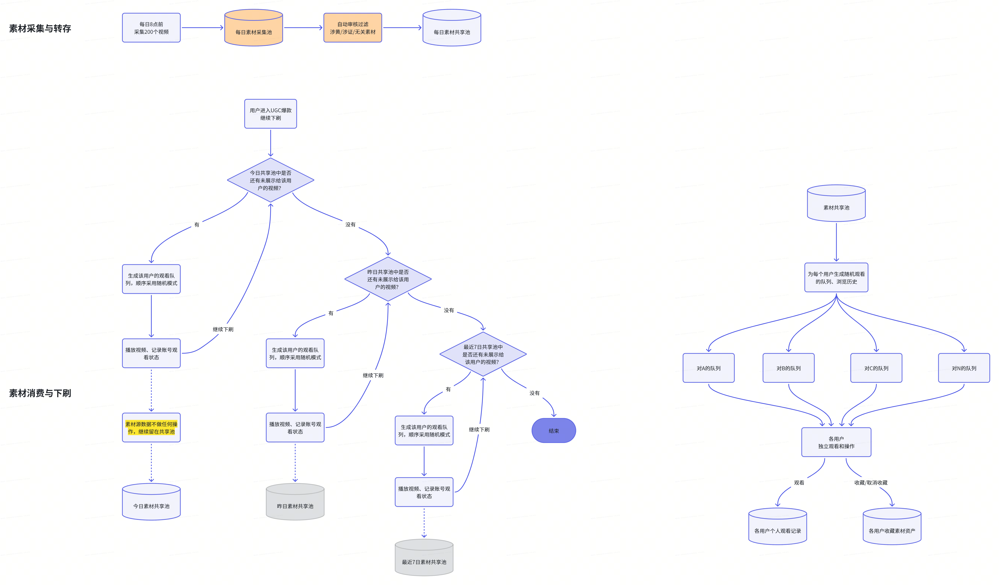 素材采集与转存
每日8点前
采集200个视频
每日素材采集池
自动审核过滤
涉黄/涉证/无关素材
每日素材共享池
用户进入UGC爆款
继续下刷
今日共享池中是否
还有未展示给该用
户的视频?
有
没有
生成该用户的观看队
列，顺序采用随机模式
播放视频、记录账号观
看状态
继续下刷
素材源数据不做任何操
作，继续留在共享池
今日素材共享池
昨日共享池中是否
还有未展示给该用
户的视频?
有
没有
生成该用户的观看队
列，顺序采用随机模式
播放视频、记录账号观
看状态
继续下刷
昨日素材共享池
最近7日共享池中
是否还有未展示给
该用户的视频?
有
没有
生成该用户的观看队
列，顺序采用随机模式
播放视频、记录账号观
看状态
继续下刷
最近7日素材共享池
结束
素材消费与下刷
素材共享池
为每个用户生成随机观看
的队列、浏览历史
对A的队列
对B的队列
对C的队列
对N的队列
各用户
独立观看和操作
观看
收藏/取消收藏
各用户个人观看记录
各用户收藏素材资产